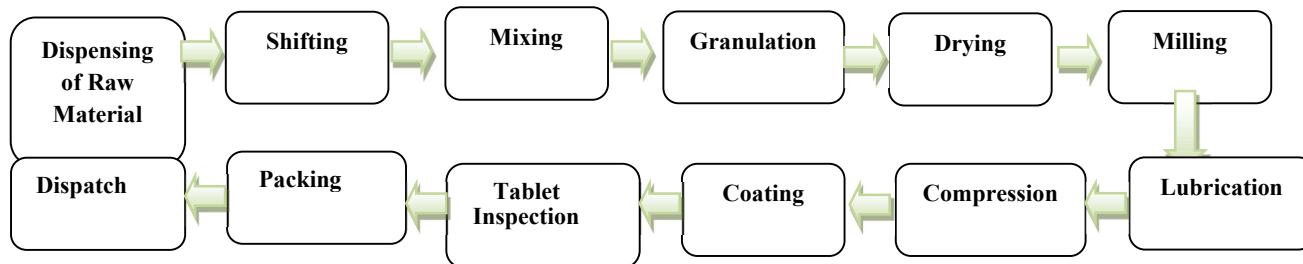 Dispensing
of Raw
Material
Shifting
Mixing
Granulation
Drying
Milling
Lubrication
Compression
Coating
Tablet
Inspection
Packing
Dispatch